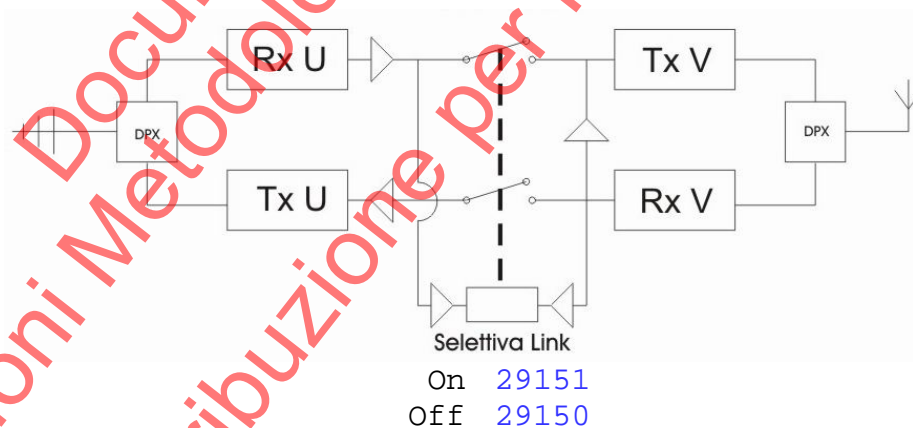 Rx U
Tx V
DPX
DPX
Tx U
Rx V
Selettiva Link
On 29151
Off 29150